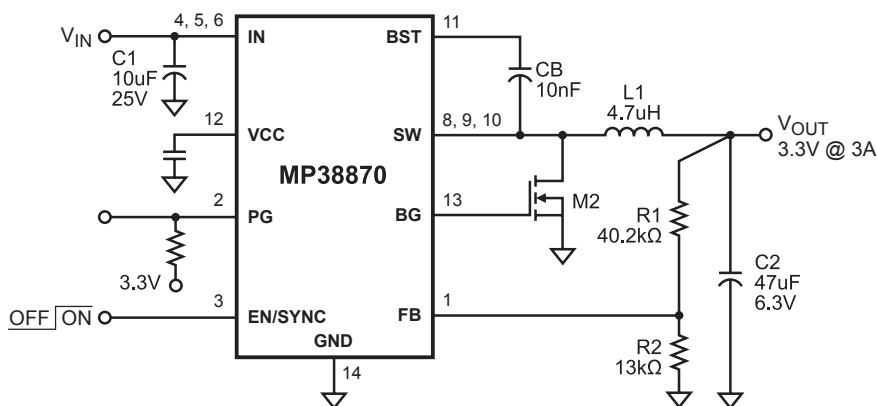 V_IN
C1
10uF
25V
4, 5, 6
IN
12
VCC
2
PG
3.3V
OFF ON
3
EN/SYNC
MP38870
GND
14
BST
11
CB
10nF
SW
8, 9, 10
L1
4.7uH
V_OUT
3.3V @ 3A
BG
13
M2
R1
40.2kΩ
C2
47uF
6.3V
FB
1
R2
13kΩ